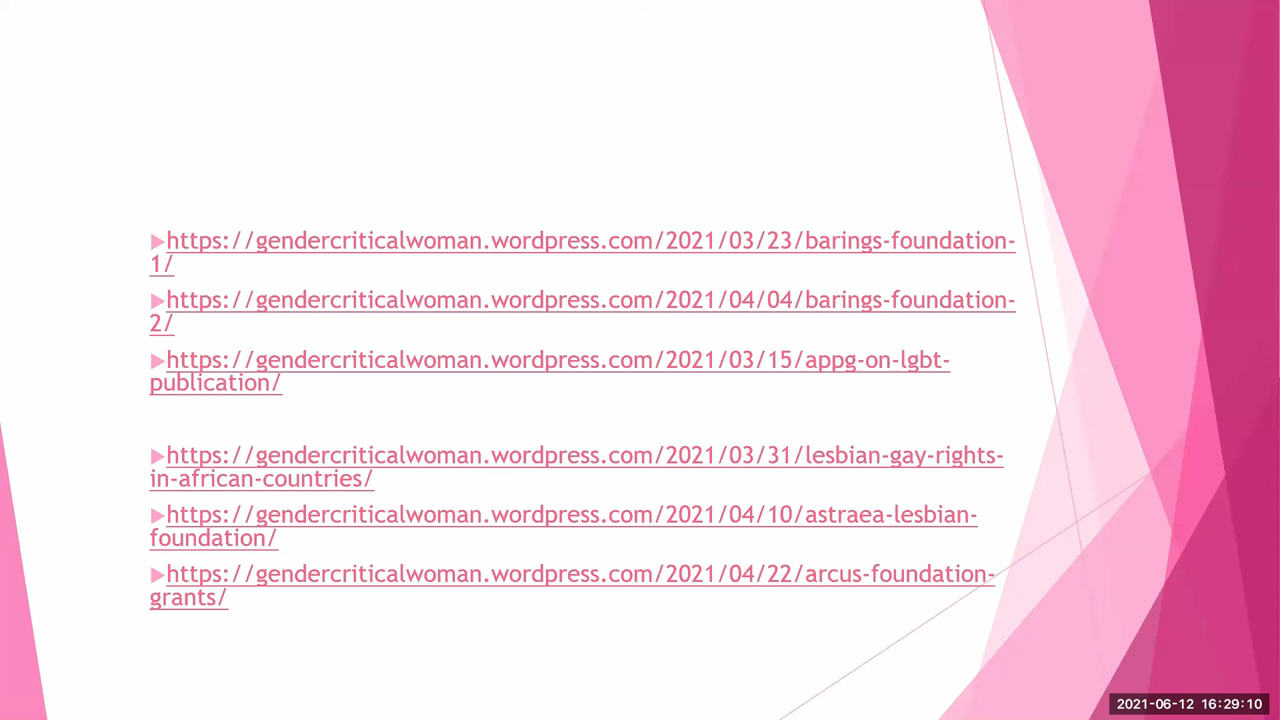 https://gendercriticalwoman.wordpress.com/2021/03/23/barings-foundation-
1/
https://gendercriticalwoman.wordpress.com/2021/04/04/barings-foundation-
2/
https://gendercriticalwoman.wordpress.com/2021/03/15/appg-on-lgbt-
publication/
https://gendercriticalwoman.wordpress.com/2021/03/31/lesbian-gay-rights-
in-african-countries/
https://gendercriticalwoman.wordpress.com/2021/04/10/astraea-lesbian-
foundation/
https://gendercriticalwoman.wordpress.com/2021/04/22/arcus-foundation-
grants/
2021-06-12 16:29:10